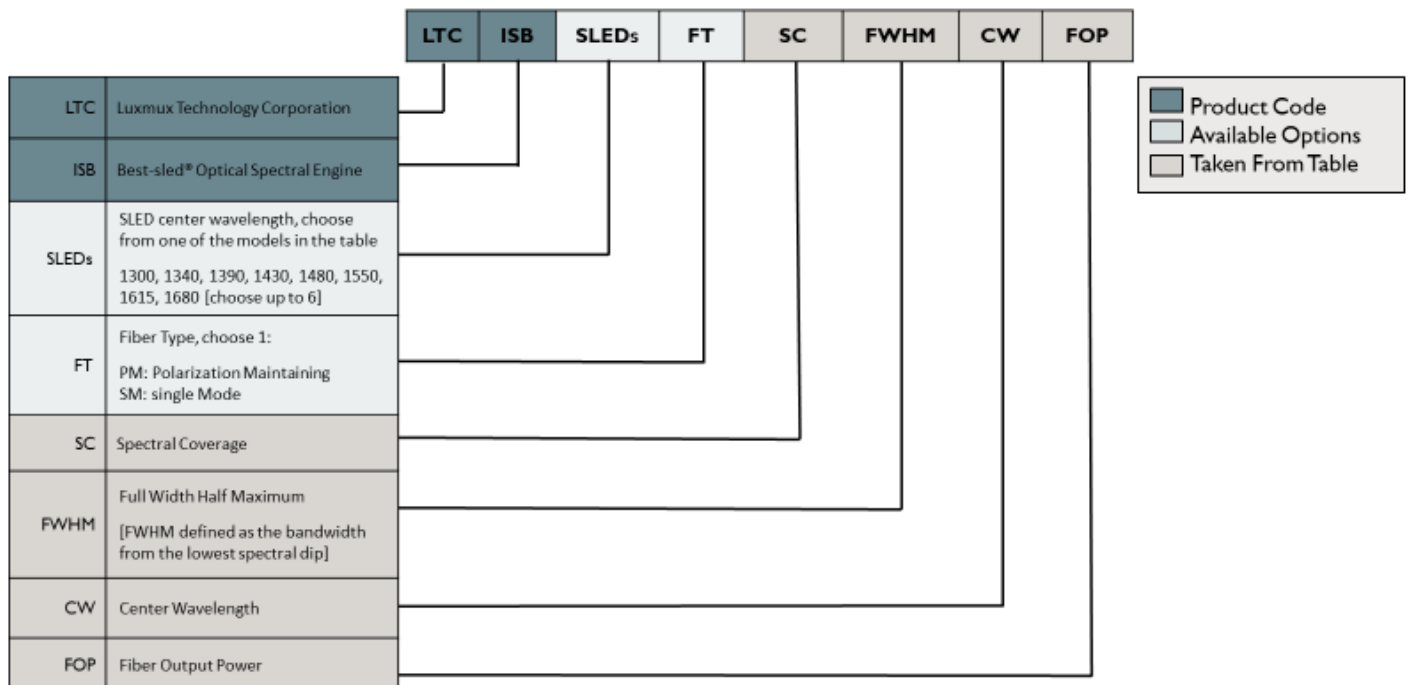 LTC ISB SLEDs FT SC FWHM CW FOP
Product Code
Available Options
Taken From Table
LTC Luxmux Technology Corporation
ISB Best-sled® Optical Spectral Engine
SLEDs
SLED center wavelength, choose
from one of the models in the table
1300, 1340, 1390, 1430, 1480, 1550,
1615, 1680 [choose up to 6]
FT
Fiber Type, choose 1:
PM: Polarization Maintaining
SM: single Mode
SC Spectral Coverage
FWHM
Full Width Half Maximum
[FWHM defined as the bandwidth
from the lowest spectral dip]
CW Center Wavelength
FOP Fiber Output Power